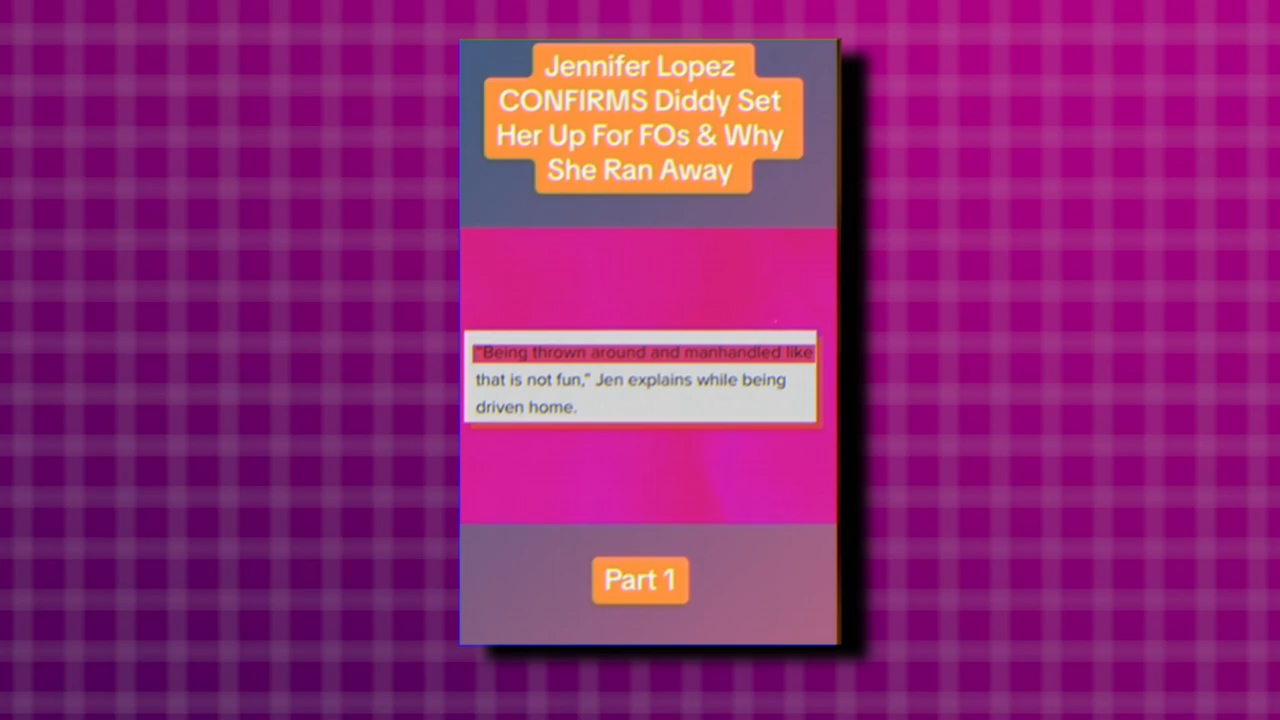 Jennifer Lopez
CONFIRMS Diddy Set
Her Up For FOs & Why
She Ran Away
"Being thrown around and manhandled like
that is not fun,” Jen explains while being
driven home.
Part 1